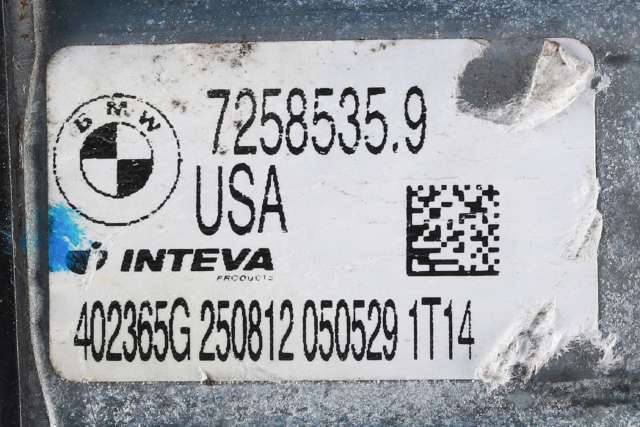 BMW
7258535.9
USA
INTEVA
PRODUCTS
402365G 250812 050529 1T14